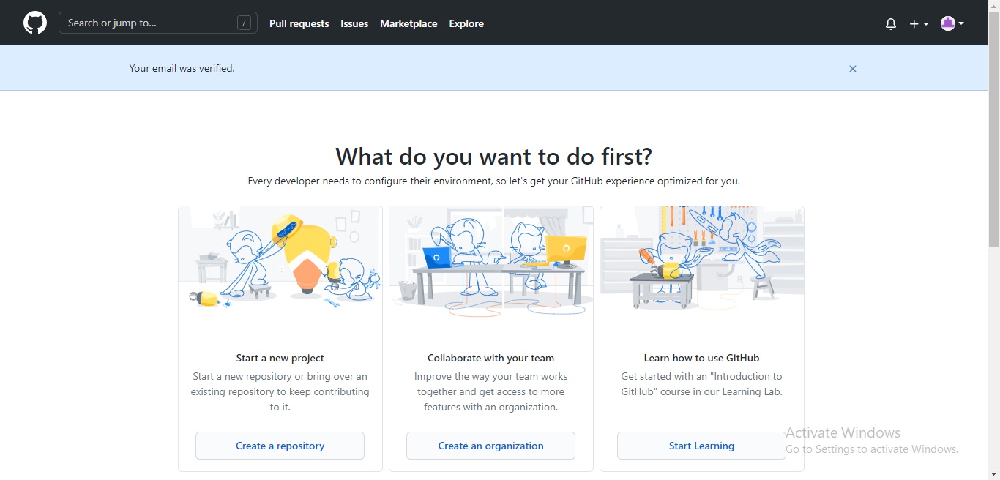 Search or jump to... /
Pull requests
Issues
Marketplace
Explore
Your email was verified.
What do you want to do first?
Every developer needs to configure their environment, so let's get your GitHub experience optimized for you.
Start a new project
Start a new repository or bring over an
existing repository to keep contributing
to it.
Create a repository
Collaborate with your team
Improve the way your team works
together and get access to more
features with an organization.
Create an organization
Learn how to use GitHub
Get started with an "Introduction to
GitHub" course in our Learning Lab.
Start Learning
Activate Windows
Go to Settings to activate Windows.